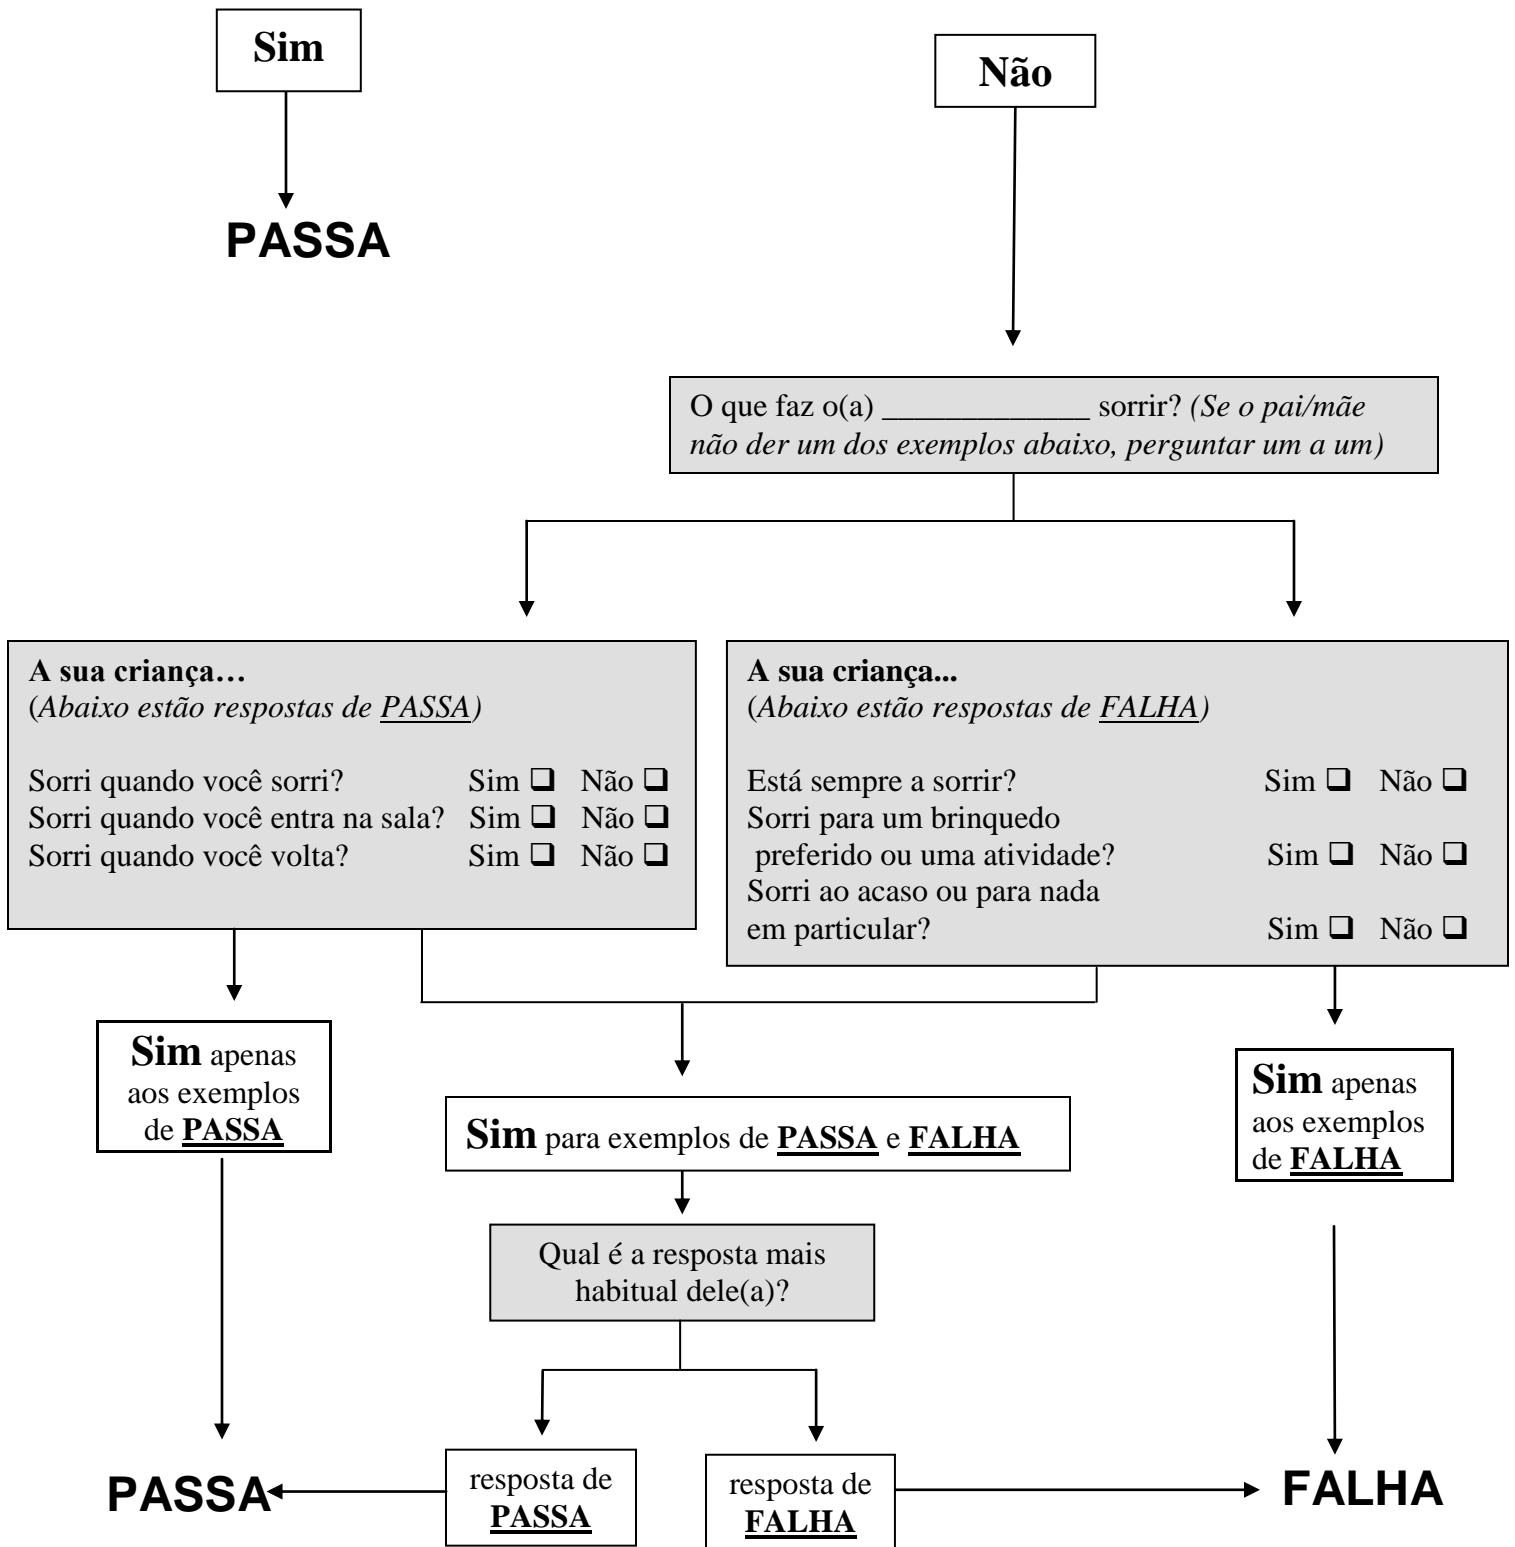 Sim
Não
PASSA
O que faz o(a) _____________ sorrir? (Se o pai/mãe
não der um dos exemplos abaixo, perguntar um a um)
A sua criança…
(Abaixo estão respostas de PASSA)
Sorri quando você sorri? Sim ❑ Não ❑
Sorri quando você entra na sala? Sim ❑ Não ❑
Sorri quando você volta? Sim ❑ Não ❑
A sua criança...
(Abaixo estão respostas de FALHA)
Está sempre a sorrir? Sim ❑ Não ❑
Sorri para um brinquedo
preferido ou uma atividade? Sim ❑ Não ❑
Sorri ao acaso ou para nada
em particular? Sim ❑ Não ❑
Sim apenas
aos exemplos
de PASSA
Sim para exemplos de PASSA e FALHA
Sim apenas
aos exemplos
de FALHA
Qual é a resposta mais
habitual dele(a)?
PASSA
resposta de
PASSA
resposta de
FALHA
FALHA